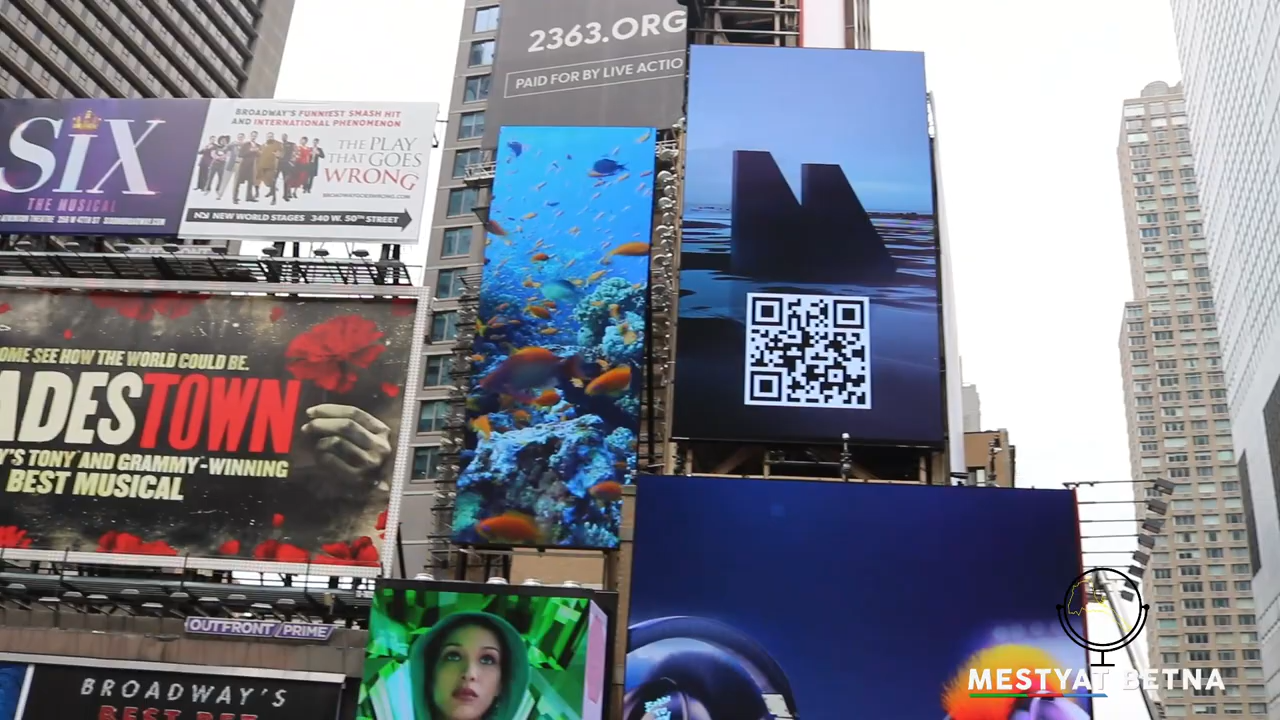 2363.ORG
PAID FOR BY LIVE ACTIO
SIX
THE MUSICAL
BROADWAY'S FUNNIEST SMASH HIT
AND INTERNATIONAL PHENOMENON
THE PLAY
THAT GOES
WRONG
BROADWAYGOESWRONG.COM
NEW WORLD STAGES 340 W. 50TH STREET
OME SEE HOW THE WORLD COULD BE.
ADESTOWN
Y'S TONY AND GRAMMY-WINNING
BEST MUSICAL
OUTFRONT/PRIME
BROADWAY'S
MESTYAT BETNA